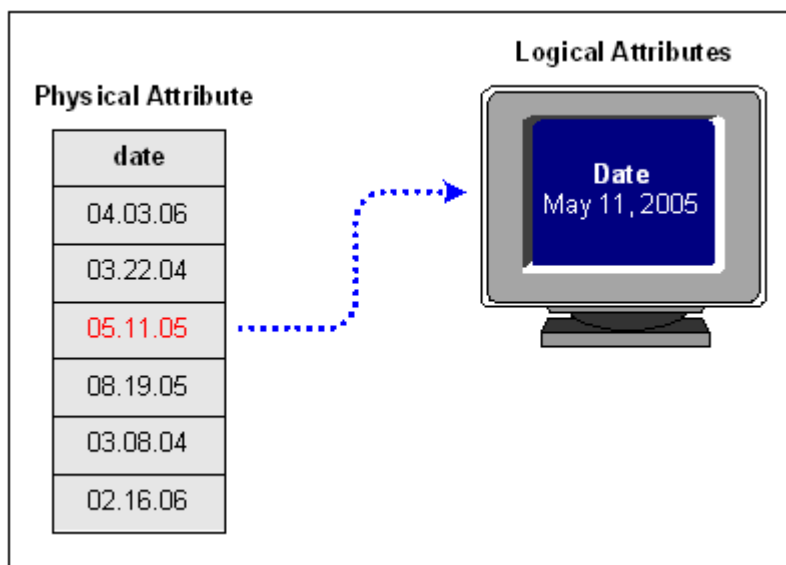 Logical Attributes
Physical Attribute
date
04.03.06
03.22.04
05.11.05
08.19.05
03.08.04
02.16.06
Date
May 11, 2005